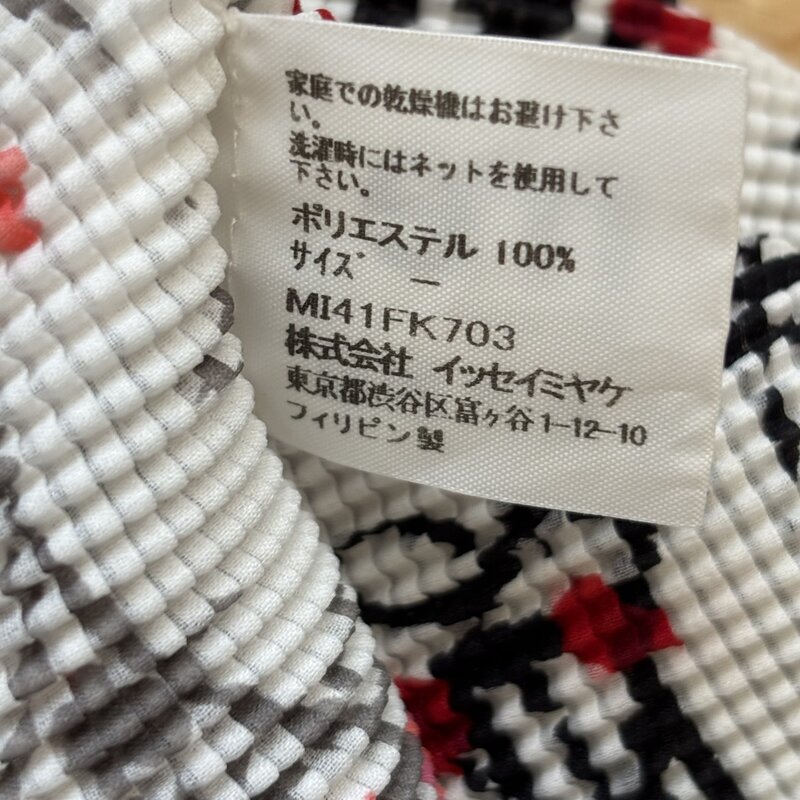 家庭での乾燥機はお避け下さ
い。
洗濯時にはネットを使用して
下さい。
ポリエステル 100%
サイズ ー
MI41FK703
株式会社 イッセイミヤケ
東京都渋谷区富ヶ谷1-12-10
フィリピン製